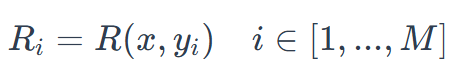 R_i = R(x, y_i)   i ∈ [1, ..., M]